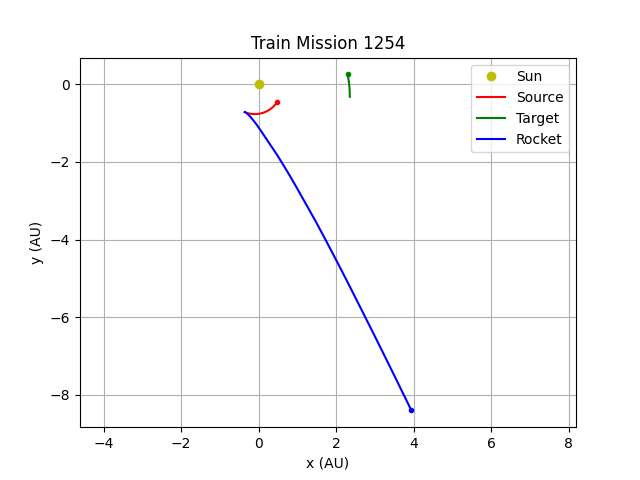 Train Mission 1254
Sun
Source
Target
Rocket
0
−2
−4
−6
−8
y (AU)
−4
−2
0
2
4
6
8
x (AU)